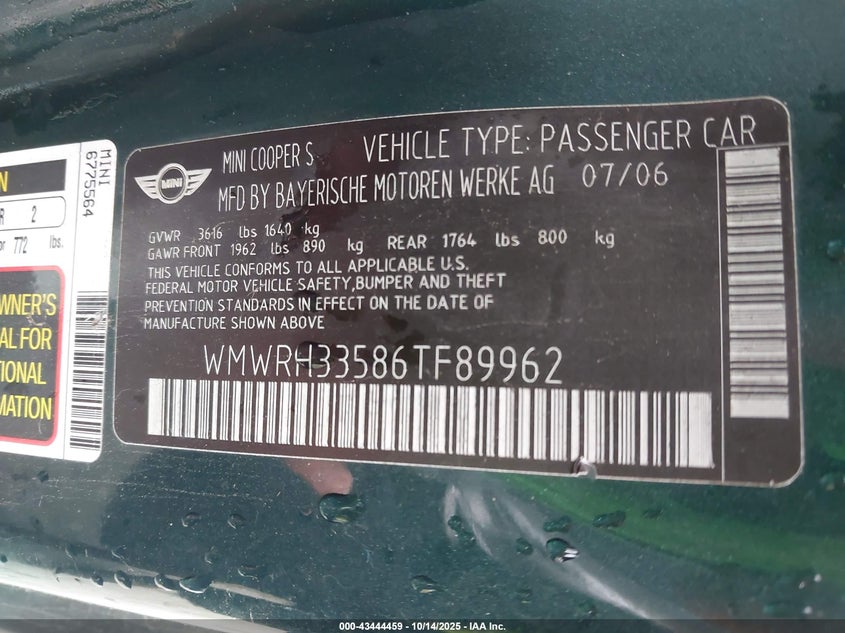 MINI COOPER S VEHICLE TYPE: PASSENGER CAR
MFD BY BAYERISCHE MOTOREN WERKE AG 07/06
MINI
GVWR 3616 lbs 1640 kg
GAWR FRONT 1962 lbs 890 kg REAR 1764 lbs 800 kg
THIS VEHICLE CONFORMS TO ALL APPLICABLE U.S.
FEDERAL MOTOR VEHICLE SAFETY,BUMPER AND THEFT
PREVENTION STANDARDS IN EFFECT ON THE DATE OF
MANUFACTURE SHOWN ABOVE
WMWRH33586TF89962
MINI
6775564
N
R 2
or 772 lbs.
WNER'S
AL FOR
TIONAL
MATION
000-43444459 - 10/14/2025 - IAA Inc.